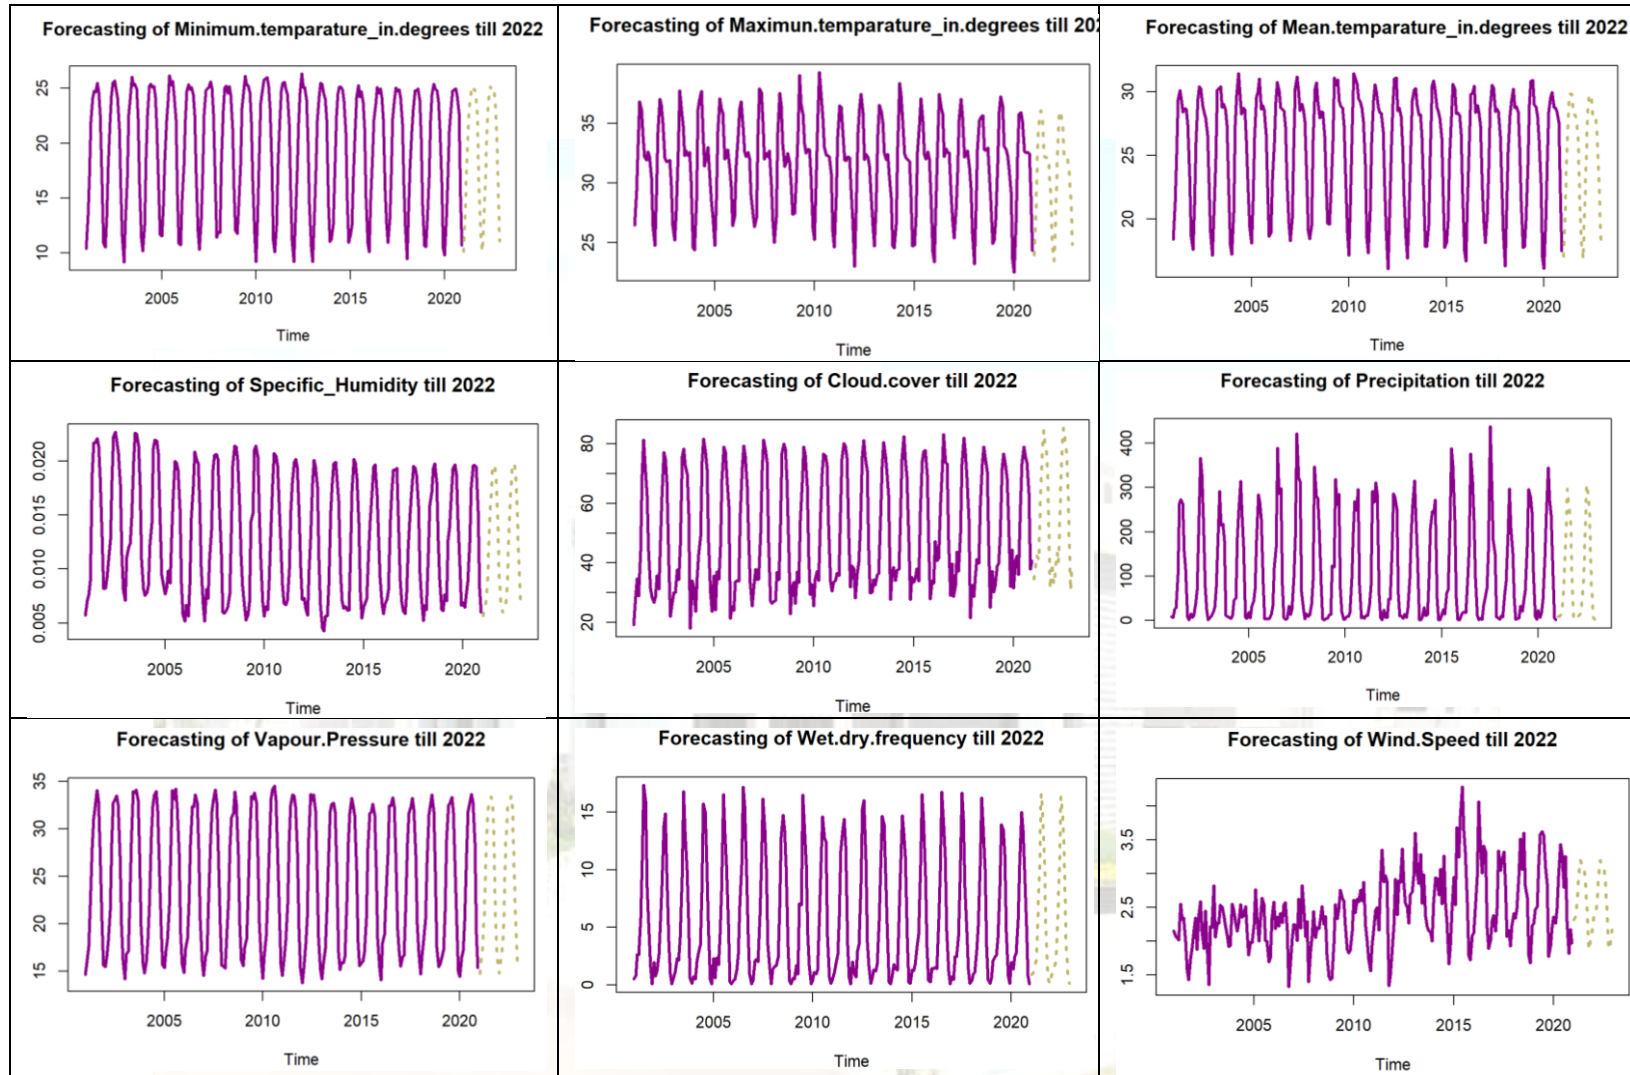 Forecasting of Minimum.temparature_in.degrees till 2022
25
20
15
10
2005 2010 2015 2020
Time
Forecasting of Maximun.temparature_in.degrees till 202
35
30
25
2005 2010 2015 2020
Time
Forecasting of Mean.temparature_in.degrees till 2022
30
25
20
2005 2010 2015 2020
Time
Forecasting of Specific_Humidity till 2022
0.020
0.015
0.010
0.005
2005 2010 2015 2020
Time
Forecasting of Cloud.cover till 2022
80
60
40
20
2005 2010 2015 2020
Time
Forecasting of Precipitation till 2022
400
300
200
100
0
2005 2010 2015 2020
Time
Forecasting of Vapour.Pressure till 2022
35
30
25
20
15
2005 2010 2015 2020
Time
Forecasting of Wet.dry.frequency till 2022
15
10
5
0
2005 2010 2015 2020
Time
Forecasting of Wind.Speed till 2022
3.5
2.5
1.5
2005 2010 2015 2020
Time